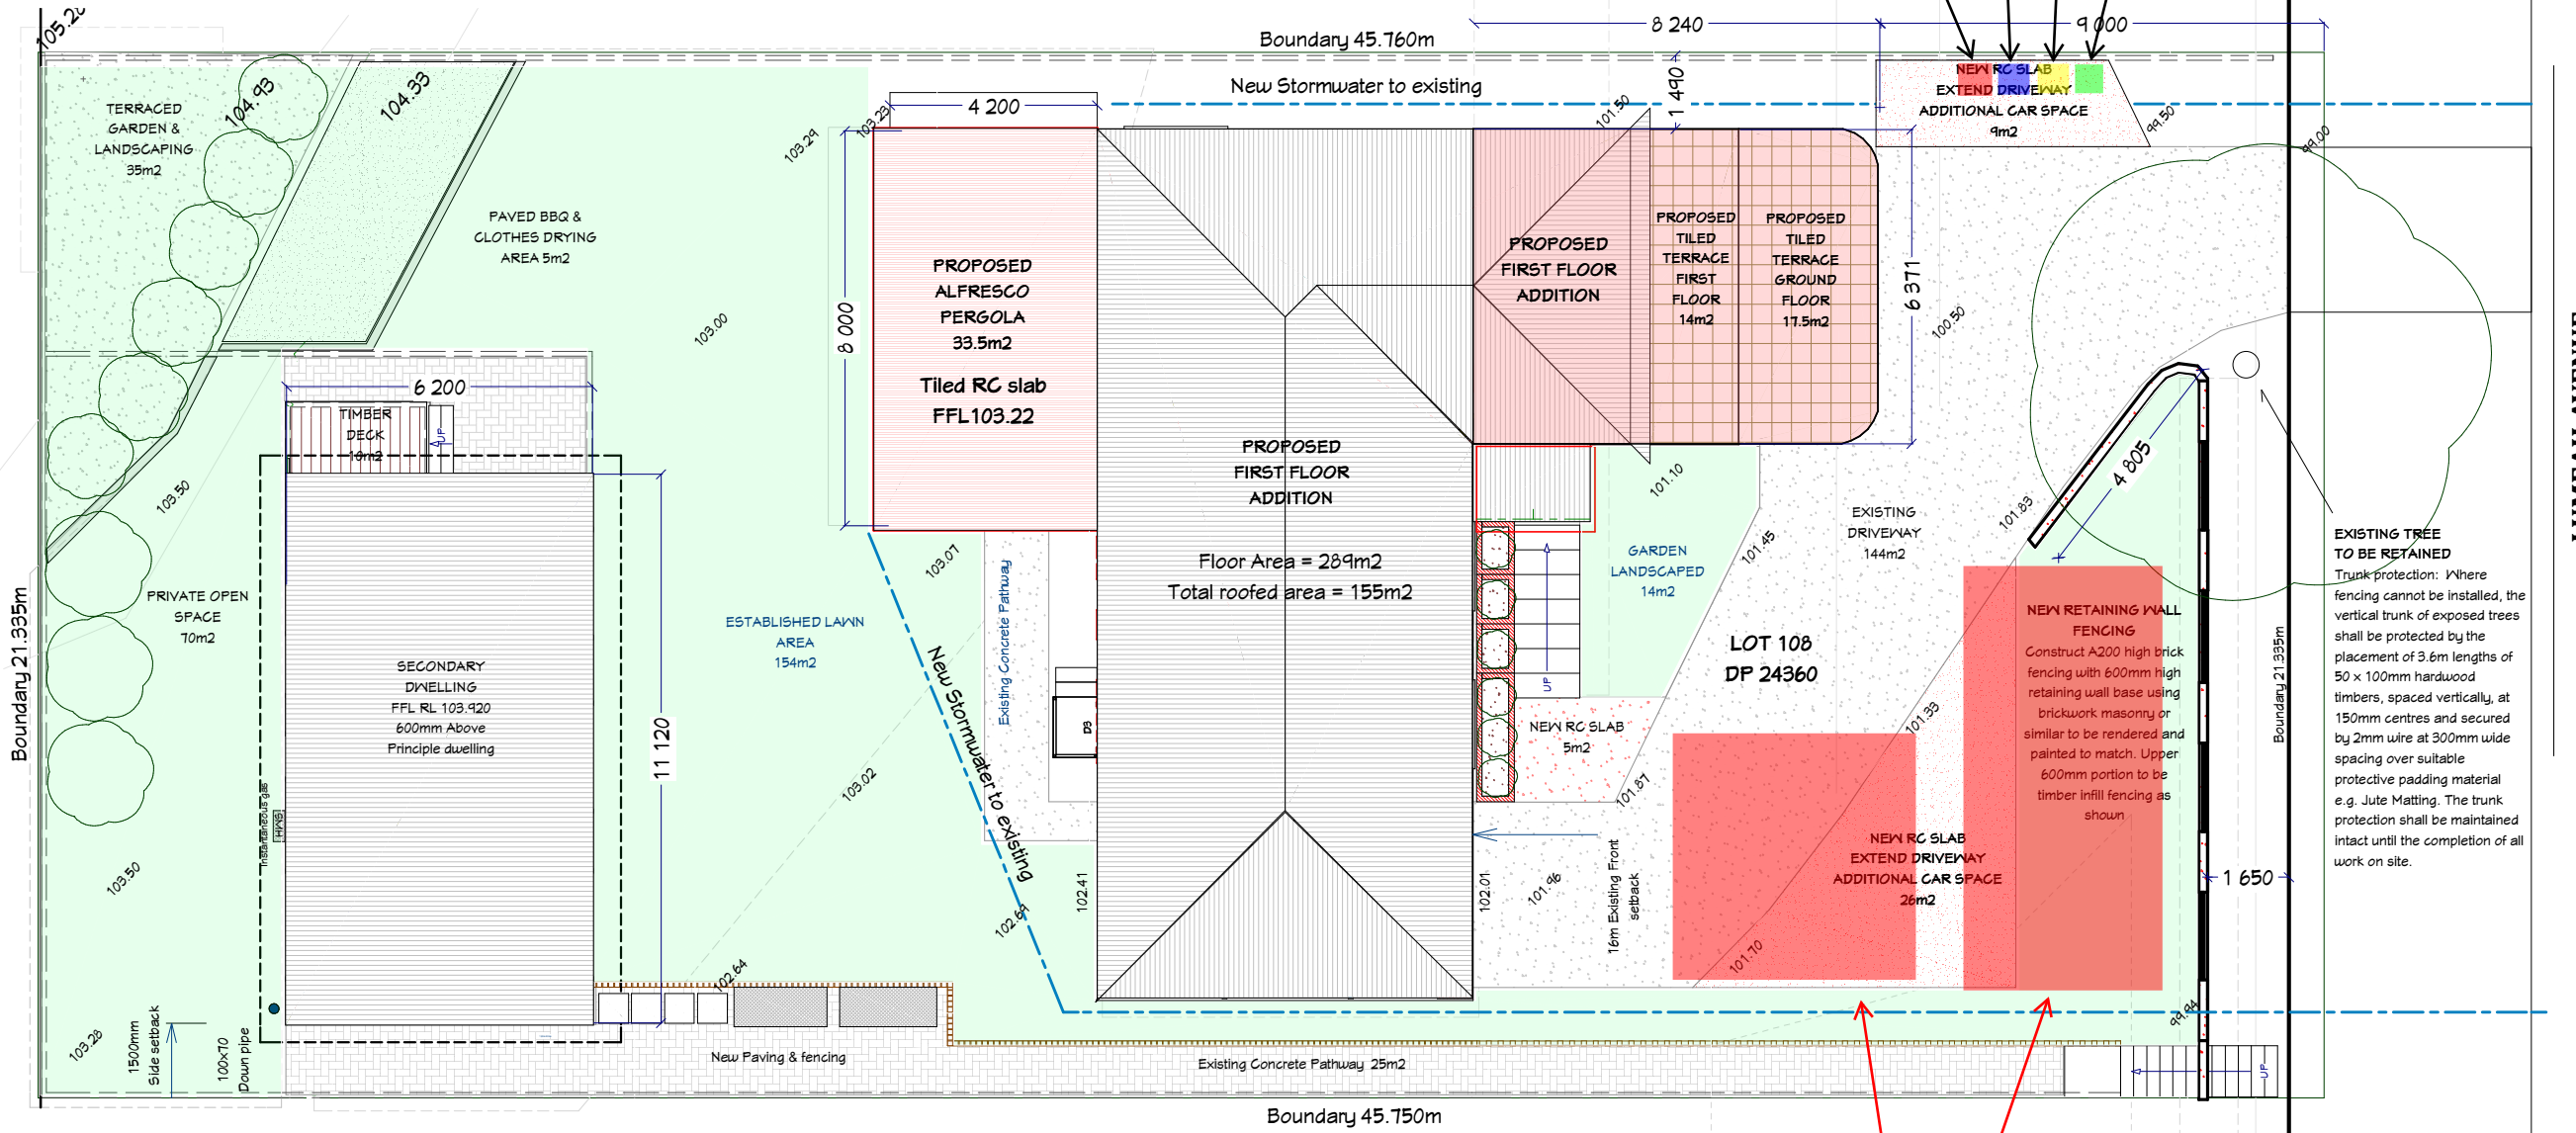 105.28
Boundary 45.760m
8 240
9 000
New Stormwater to existing
1 490
NEW RC SLAB
EXTEND DRIVEWAY
ADDITIONAL CAR SPACE
9m2
99.50
99.00
TERRACED
GARDEN &
LANDSCAPING
35m2
104.93
104.33
103.29
103.23
4 200
101.50
PAVED BBQ &
CLOTHES DRYING
AREA 5m2
103.00
8 000
PROPOSED
ALFRESCO
PERGOLA
33.5m2
Tiled RC slab
FFL103.22
PROPOSED
FIRST FLOOR
ADDITION
PROPOSED
TILED
TERRACE
FIRST
FLOOR
14m2
PROPOSED
TILED
TERRACE
GROUND
FLOOR
17.5m2
6 371
100.50
6 200
TIMBER
DECK
10m2
UP
103.50
PROPOSED
FIRST FLOOR
ADDITION
Floor Area = 289m2
Total roofed area = 155m2
101.10
101.45
GARDEN
LANDSCAPED
14m2
UP
EXISTING
DRIVEWAY
144m2
101.83
4 805
EXISTING TREE
TO BE RETAINED
Trunk protection: Where
fencing cannot be installed, the
vertical trunk of exposed trees
shall be protected by the
placement of 3.6m lengths of
50 x 100mm hardwood
timbers, spaced vertically, at
150mm centres and secured
by 2mm wire at 300mm wide
spacing over suitable
protective padding material
e.g. Jute Matting. The trunk
protection shall be maintained
intact until the completion of all
work on site.
Boundary 21.335m
PRIVATE OPEN
SPACE
70m2
SECONDARY
DWELLING
FFL RL 103.920
600mm Above
Principle dwelling
11 120
ESTABLISHED LAWN
AREA
154m2
103.07
Existing Concrete Pathway
New Stormwater to existing
103.02
LOT 108
DP 24360
NEW RC SLAB
5m2
101.87
101.33
NEW RETAINING WALL
FENCING
Construct A200 high brick
fencing with 600mm high
retaining wall base using
brickwork masonry or
similar to be rendered and
painted to match. Upper
600mm portion to be
timber infill fencing as
shown
Boundary 21.335m
NEW RC SLAB
EXTEND DRIVEWAY
ADDITIONAL CAR SPACE
26m2
1 650
Instantaneous gas
HWS
103.50
102.69
102.41
102.01
101.96
16m Existing Front
setback
101.70
102.64
99.94
103.28
1500mm
Side setback
100x70
Down pipe
New Paving & fencing
Existing Concrete Pathway 25m2
UP
Boundary 45.750m